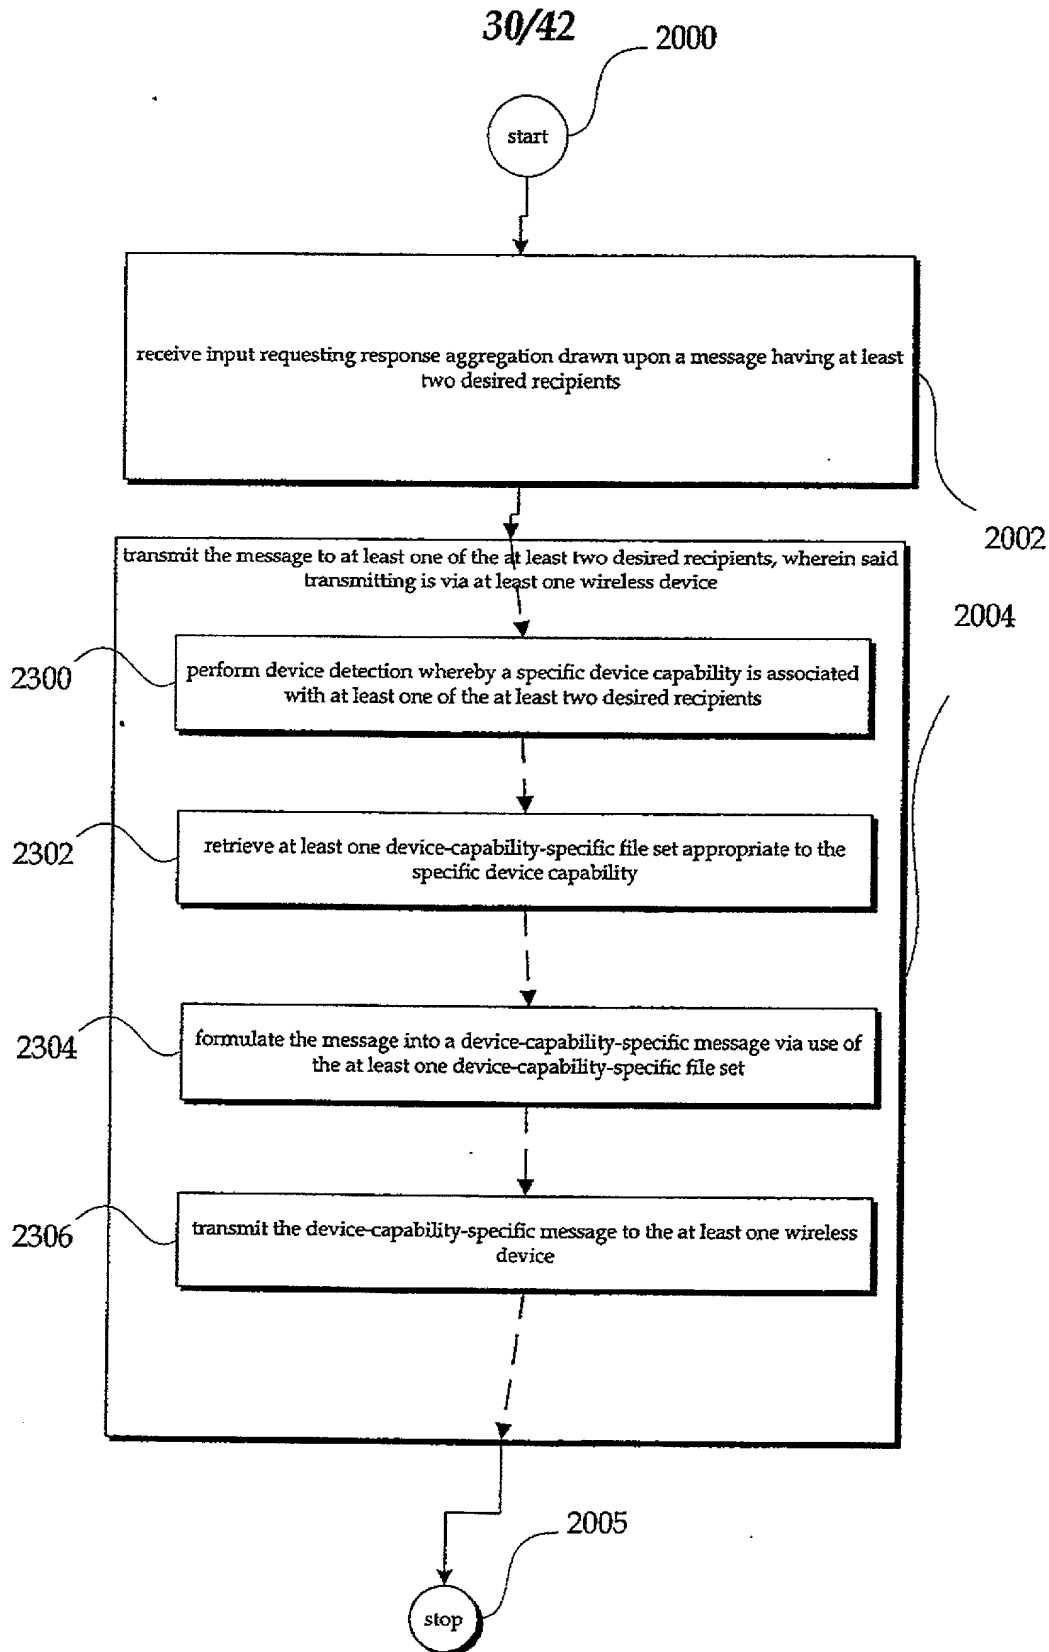 30/42
2000
start
receive input requesting response aggregation drawn upon a message having at least
two desired recipients
2002
transmit the message to at least one of the at least two desired recipients, wherein said
transmitting is via at least one wireless device
2004
2300
perform device detection whereby a specific device capability is associated
with at least one of the at least two desired recipients
2302
retrieve at least one device-capability-specific file set appropriate to the
specific device capability
2304
formulate the message into a device-capability-specific message via use of
the at least one device-capability-specific file set
2306
transmit the device-capability-specific message to the at least one wireless
device
2005
stop